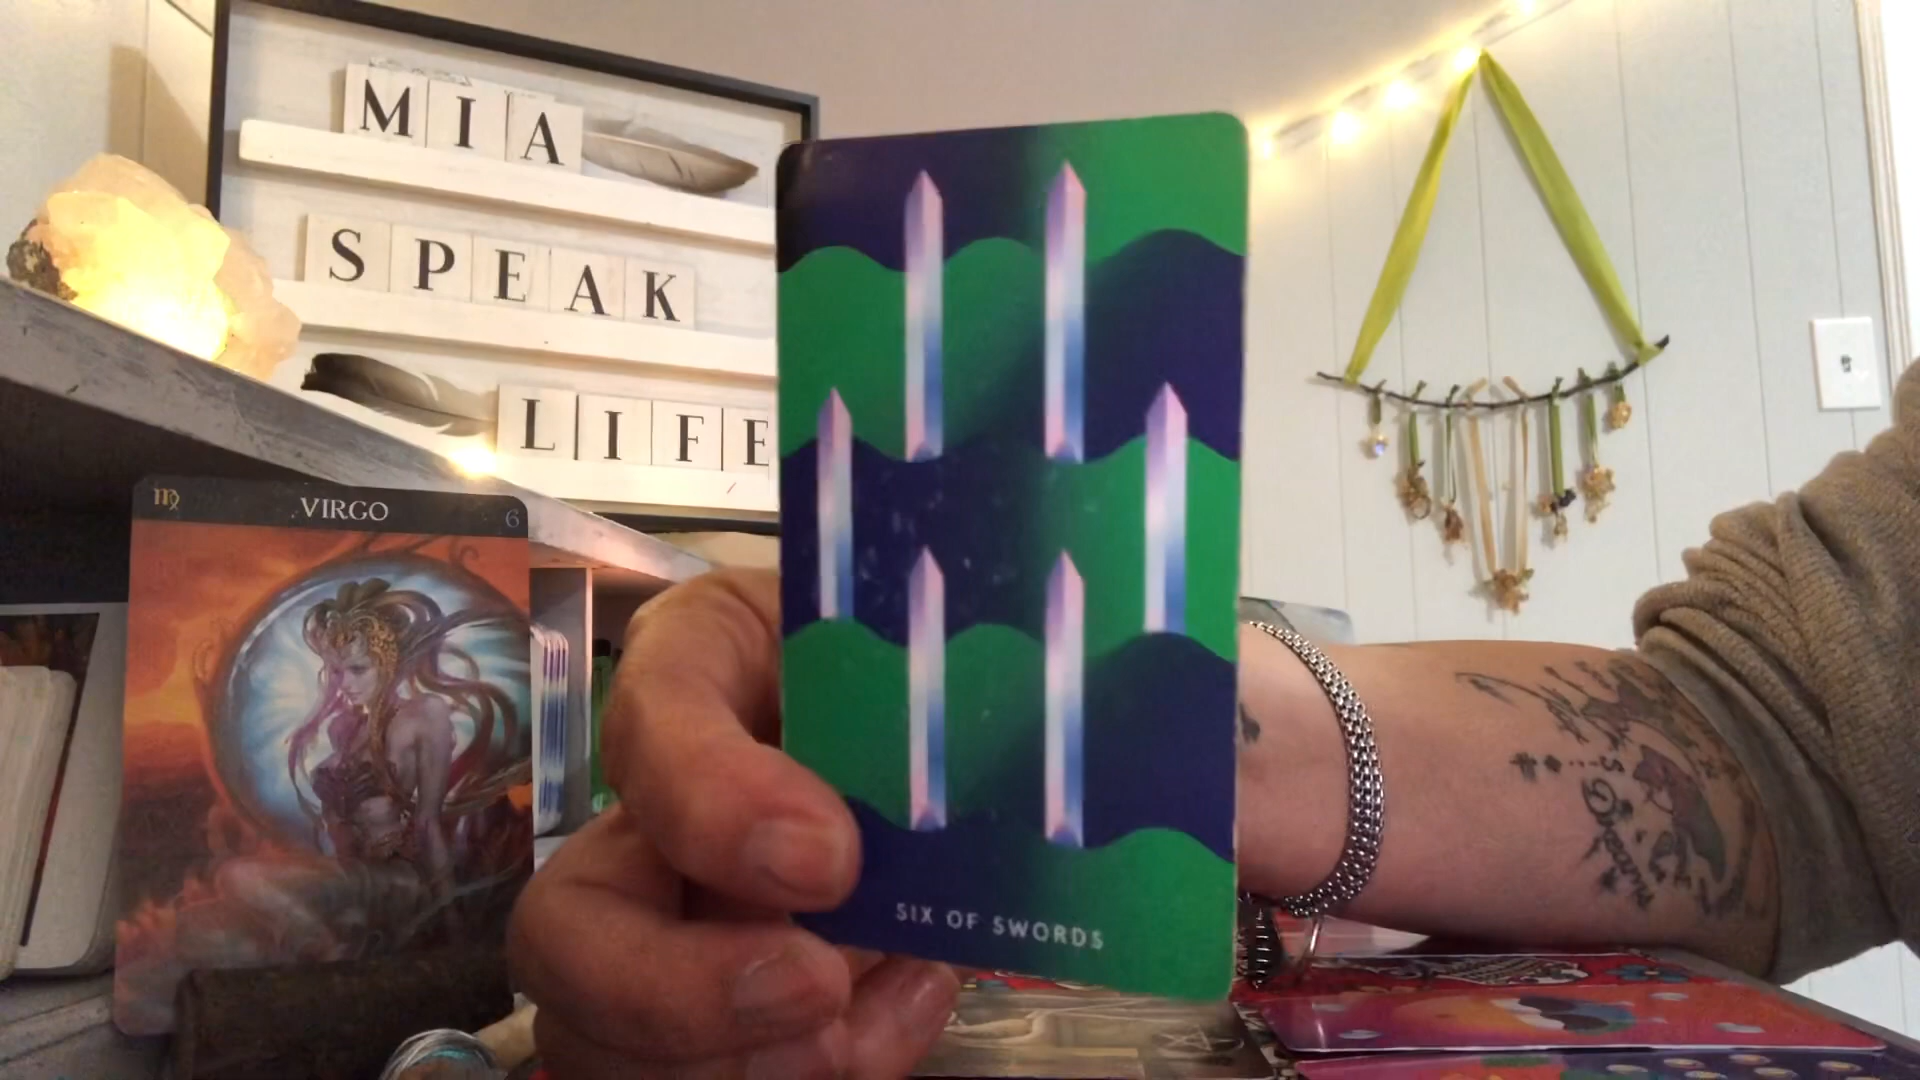 MIA
SPEAK
LIFE
♍ VIRGO 6
SIX OF SWORDS